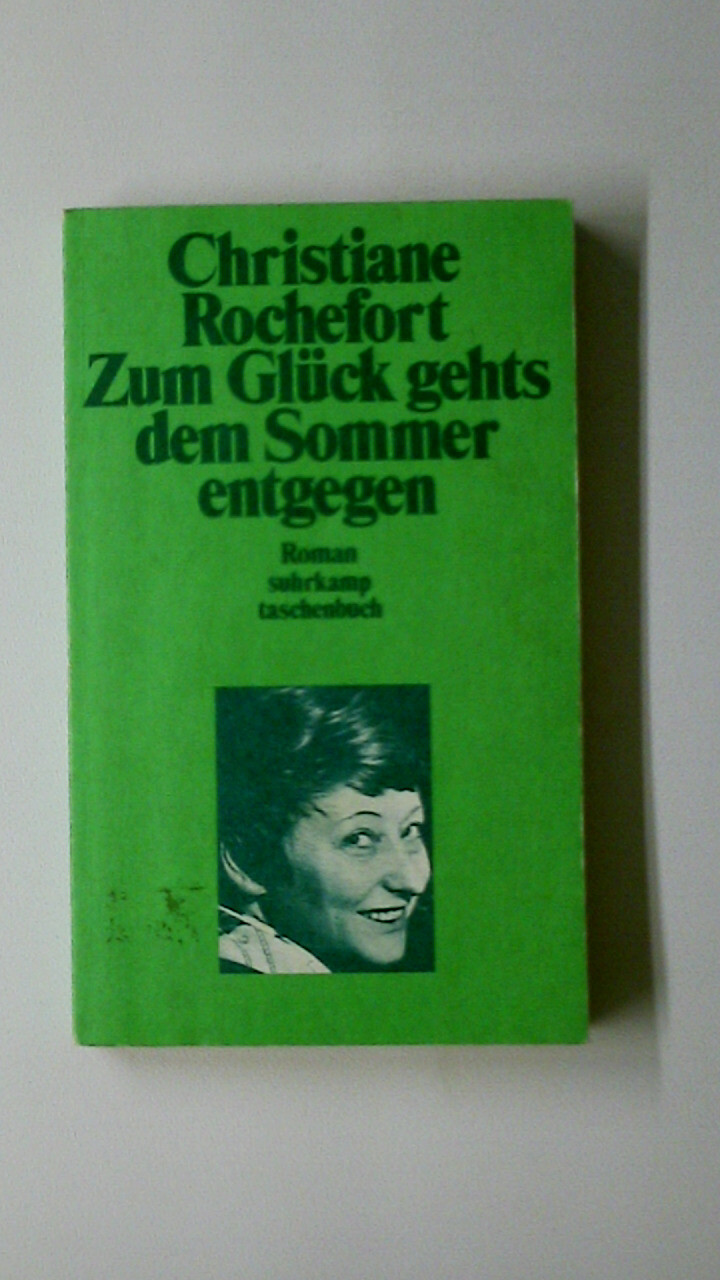 Christiane
Rochefort
Zum Glück gehts
dem Sommer
entgegen
Roman
suhrkamp
taschenbuch